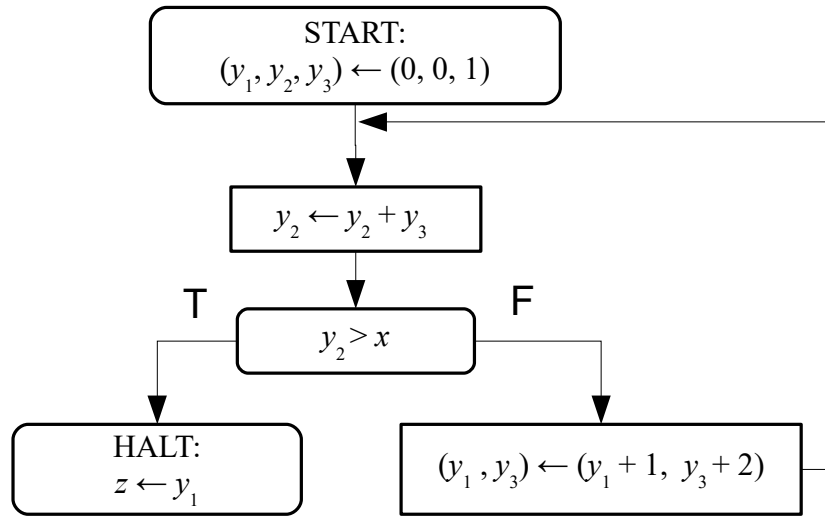 START:
(y₁, y₂, y₃) ← (0, 0, 1)
y₂ ← y₂ + y₃
T
F
y₂ > x
HALT:
z ← y₁
(y₁ , y₃) ← (y₁ + 1, y₃ + 2)